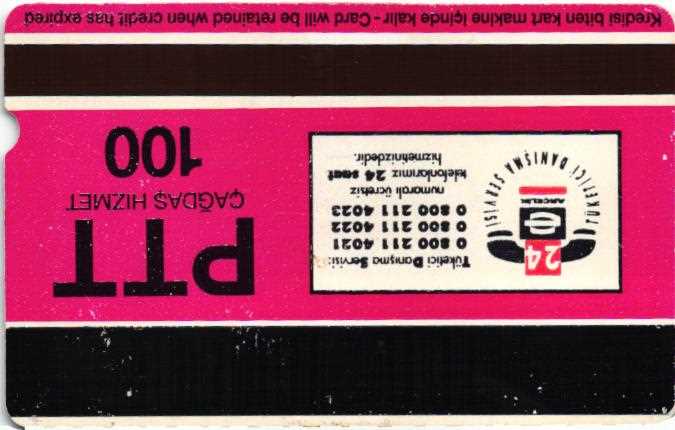 PTT
ÇAĞDAŞ HİZMET
100
24
ARÇELİK
TÜKETİCİ DANIŞMA SERVİSİ
Tüketici Danışma Servisi:
0 800 211 4021
0 800 211 4022
0 800 211 4023
numaralı ücretsiz
telefonlarımız 24 saat
hizmetinizdedir.
Kredisi biten kart makine içinde kalır - Card will be retained when credit has expired